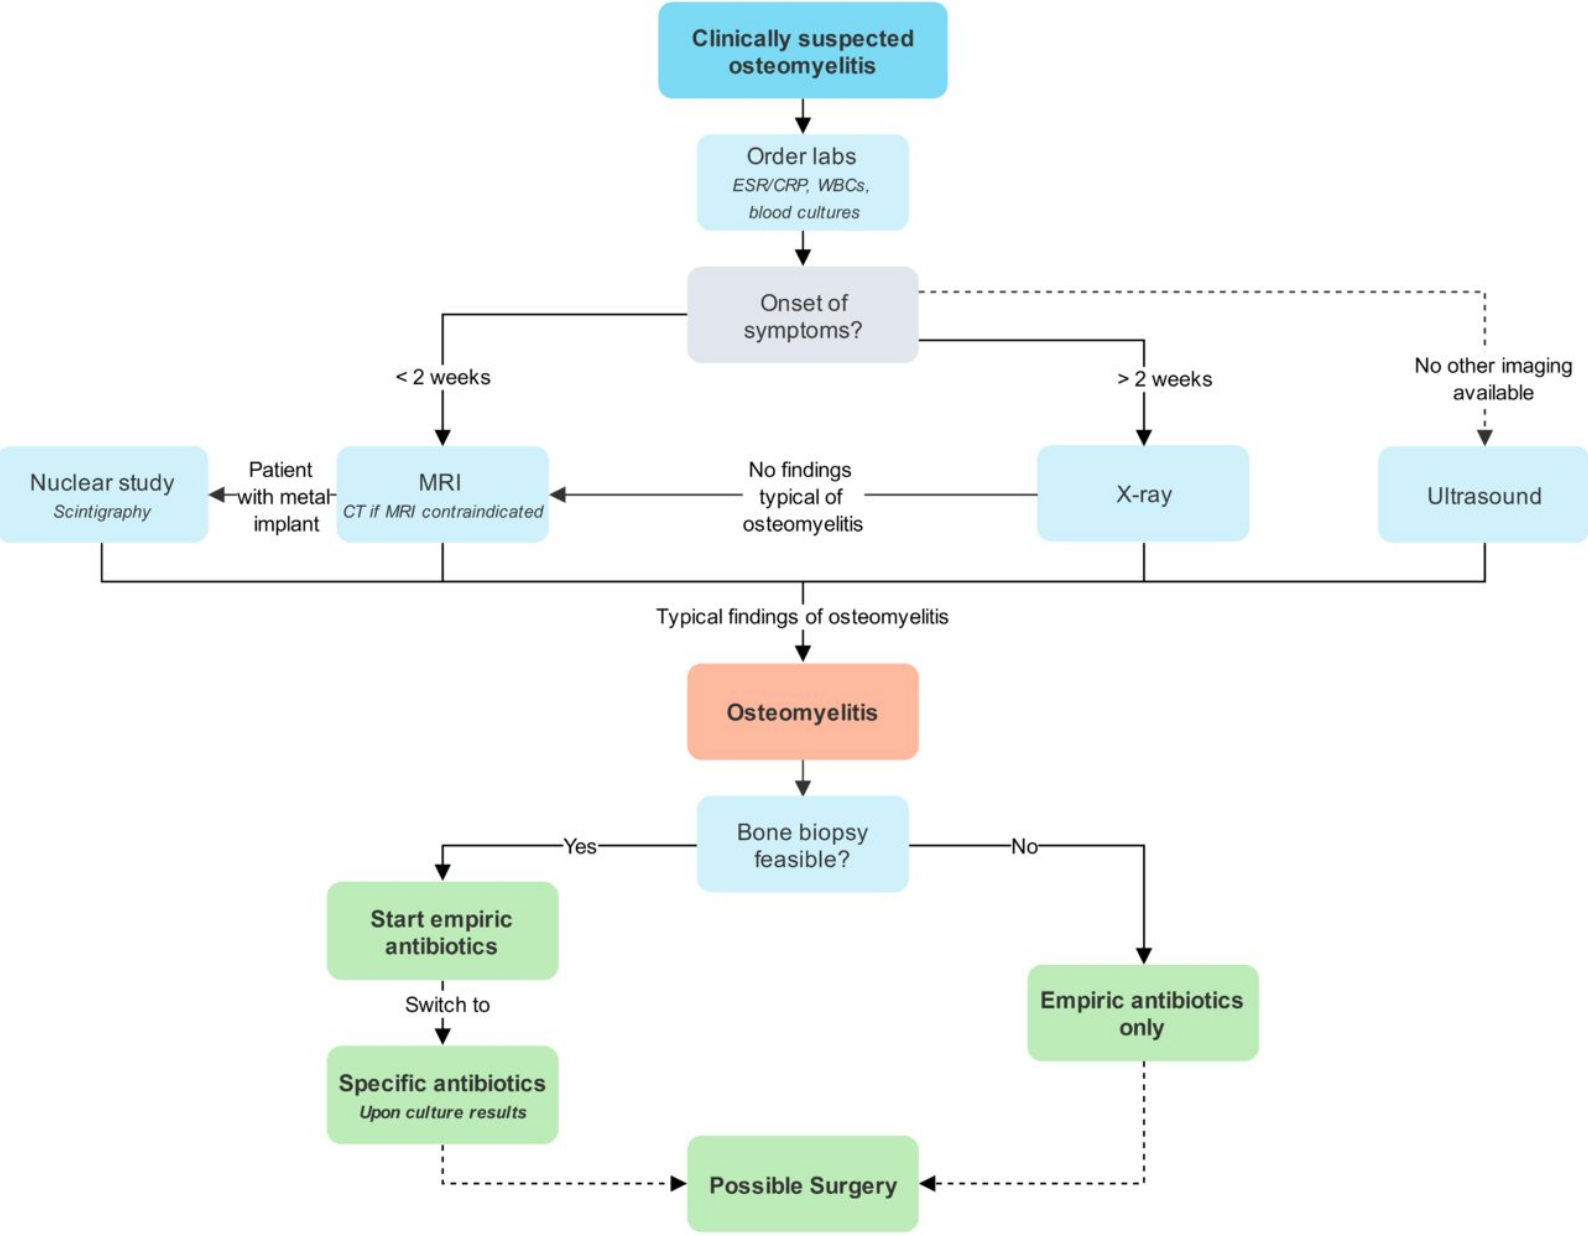 Clinically suspected
osteomyelitis
Order labs
ESR/CRP, WBCs,
blood cultures
Onset of
symptoms?
< 2 weeks
> 2 weeks
No other imaging
available
Nuclear study
Scintigraphy
Patient
with metal
implant
MRI
CT if MRI contraindicated
No findings
typical of
osteomyelitis
X-ray
Ultrasound
Typical findings of osteomyelitis
Osteomyelitis
Bone biopsy
feasible?
Yes
No
Start empiric
antibiotics
Switch to
Empiric antibiotics
only
Specific antibiotics
Upon culture results
Possible Surgery